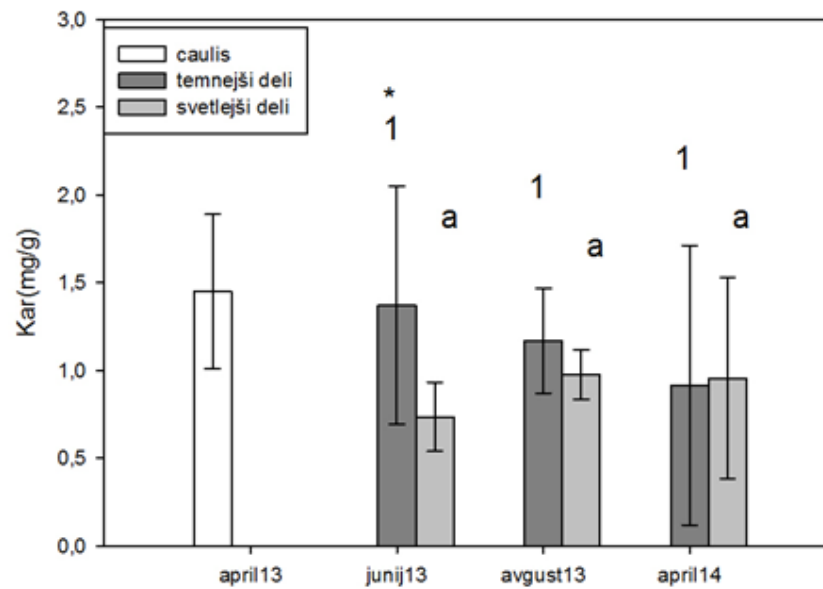 3,0
2,5
2,0
1,5
1,0
0,5
0,0
Kar(mg/g)
caulis
temnejši deli
svetlejši deli
*
1
a
1
a
1
a
april13 junij13 avgust13 april14